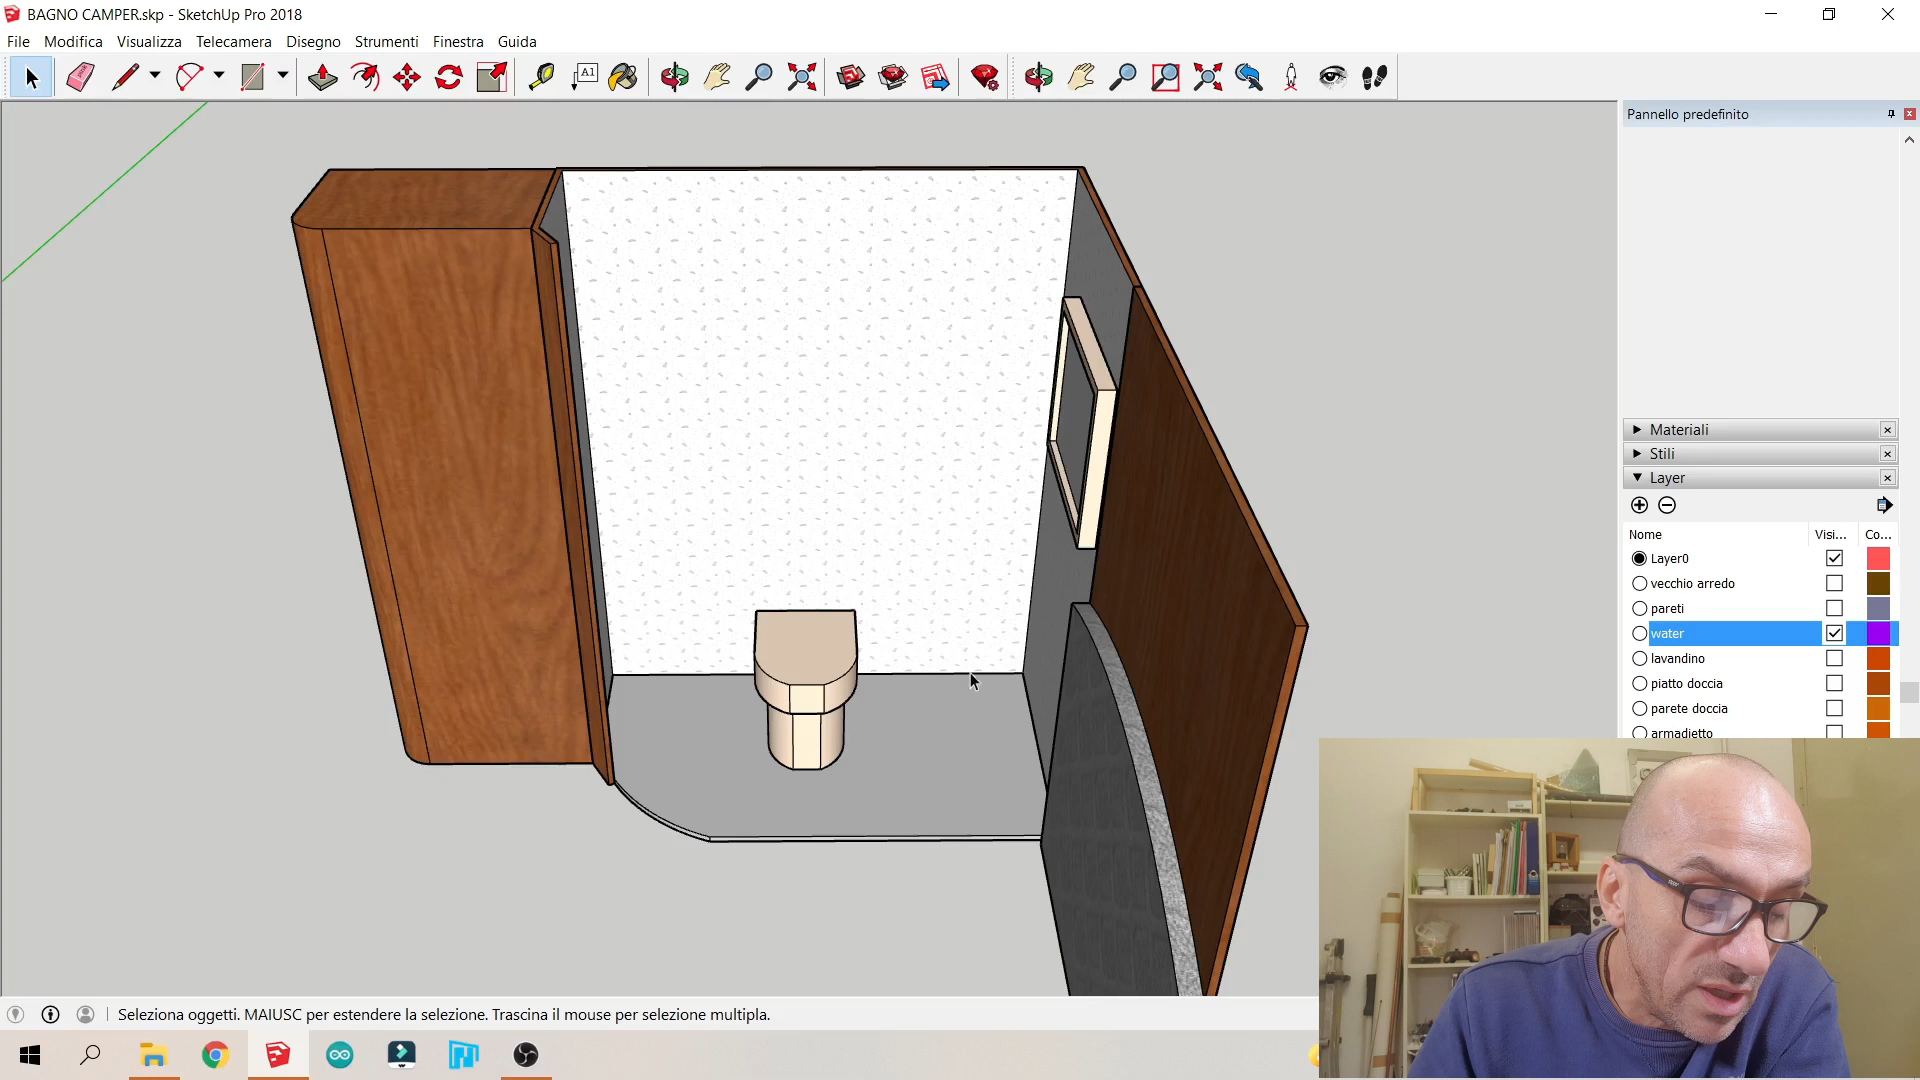 BAGNO CAMPER.skp - SketchUp Pro 2018
File Modifica Visualizza Telecamera Disegno Strumenti Finestra Guida
A1
Pannello predefinito
Materiali
Stili
Layer
Nome Visi... Co...
Layer0
vecchio arredo
pareti
water
lavandino
piatto doccia
parete doccia
armadietto
Seleziona oggetti. MAIUSC per estendere la selezione. Trascina il mouse per selezione multipla.